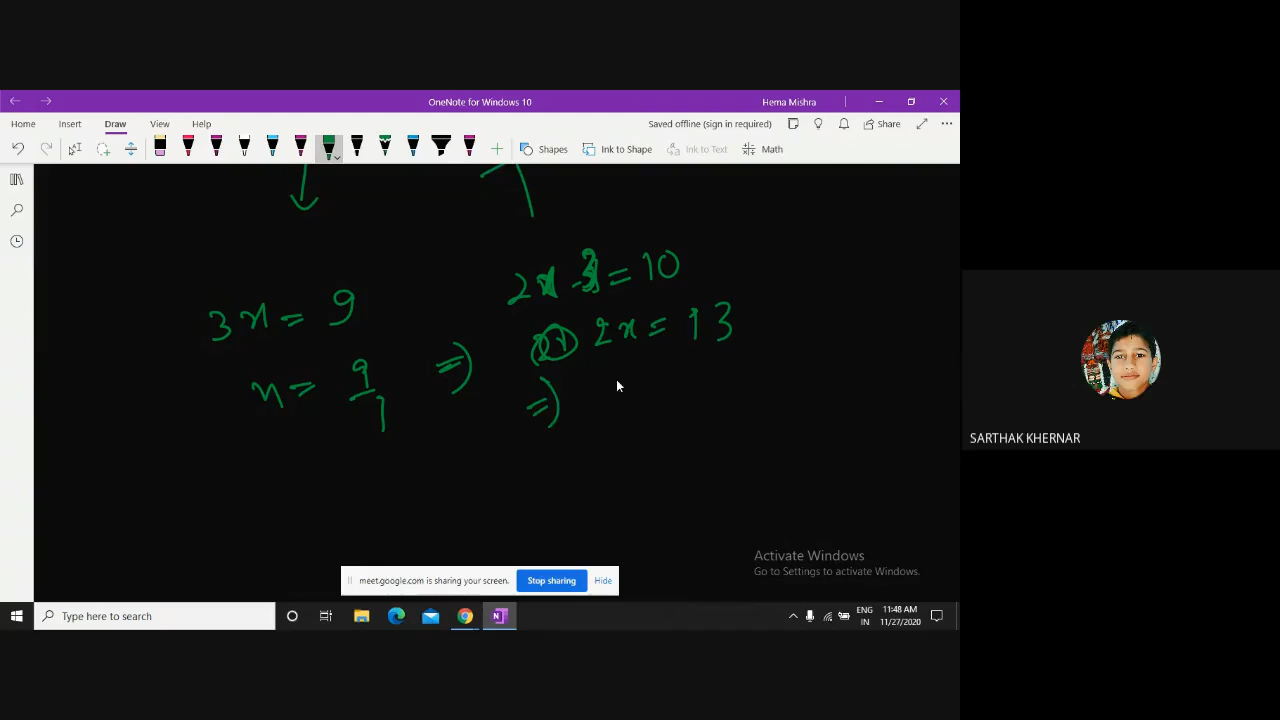 OneNote for Windows 10
Hema Mishra
Home Insert Draw View Help
Saved offline (sign in required)
Share
Shapes
Ink to Shape
Ink to Text
Math
2x - 3 = 10
3x = 9
2x = 13
x = 9
⇒
⇒
SARTHAK KHERNAR
Activate Windows
Go to Settings to activate Windows.
meet.google.com is sharing your screen.
Stop sharing
Hide
Type here to search
ENG
IN
11:48 AM
11/27/2020